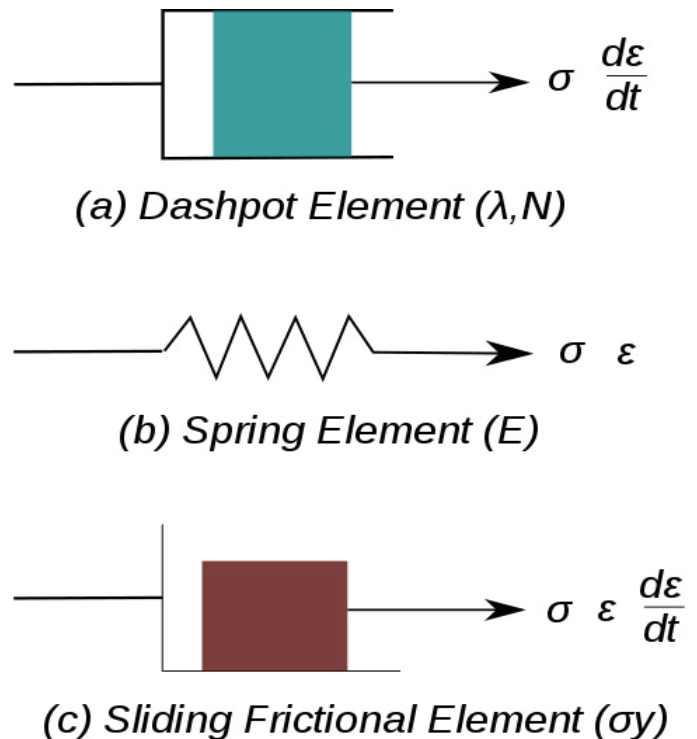 σ dε/dt
(a) Dashpot Element (λ,N)
σ ε
(b) Spring Element (E)
σ ε dε/dt
(c) Sliding Frictional Element (σy)